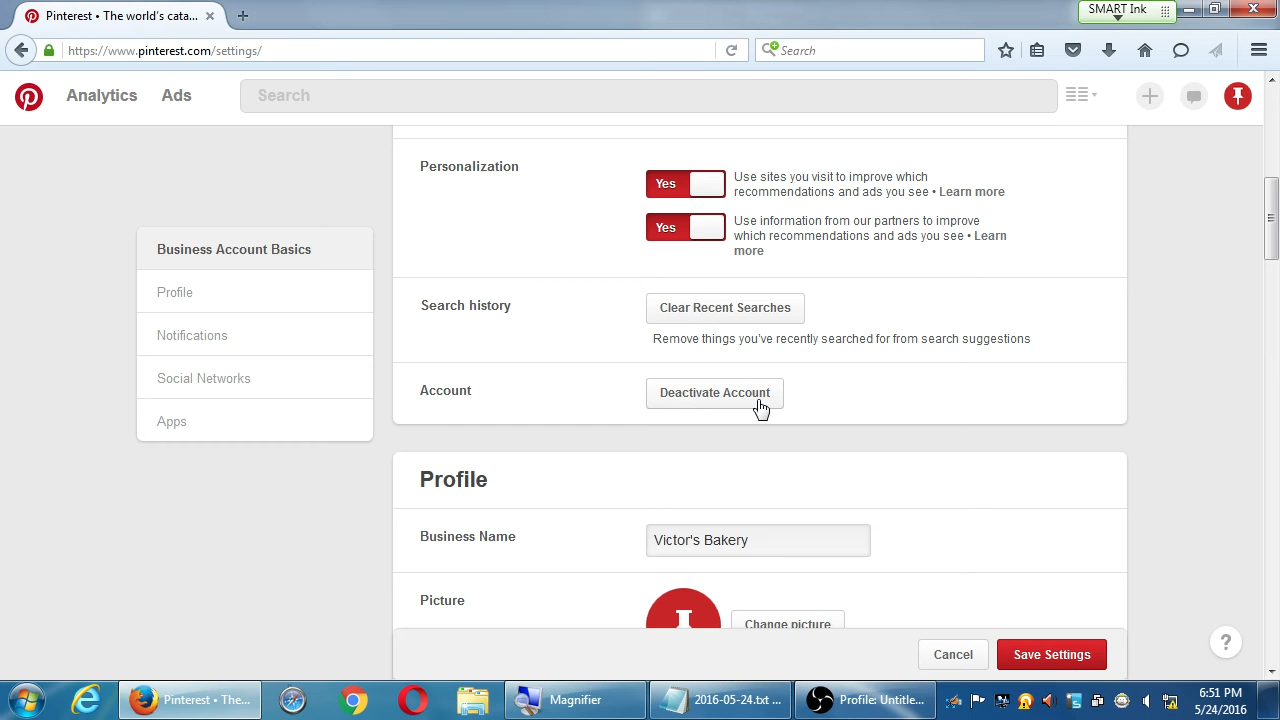 Pinterest • The world's cata...
SMART Ink
https://www.pinterest.com/settings/
Search
Analytics
Ads
Search
Personalization
Yes
Use sites you visit to improve which
recommendations and ads you see • Learn more
Yes
Use information from our partners to improve
which recommendations and ads you see • Learn
more
Business Account Basics
Profile
Notifications
Social Networks
Apps
Search history
Clear Recent Searches
Remove things you've recently searched for from search suggestions
Account
Deactivate Account
Profile
Business Name
Victor's Bakery
Picture
Change picture
Cancel
Save Settings
?
Pinterest • The...
Magnifier
2016-05-24.txt ...
Profile: Untitle...
6:51 PM
5/24/2016